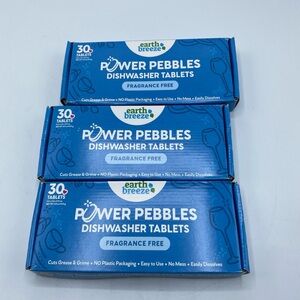 earth
breeze
30
TABLETS
POWER PEBBLES
DISHWASHER TABLETS
FRAGRANCE FREE
Cuts Grease & Grime • NO Plastic Packaging • Easy to Use • No Mess • Easily Dissolves
earth
breeze
30
TABLETS
POWER PEBBLES
DISHWASHER TABLETS
FRAGRANCE FREE
Cuts Grease & Grime • NO Plastic Packaging • Easy to Use • No Mess • Easily Dissolves
earth
breeze
30
TABLETS
POWER PEBBLES
DISHWASHER TABLETS
FRAGRANCE FREE
Cuts Grease & Grime • NO Plastic Packaging • Easy to Use • No Mess • Easily Dissolves